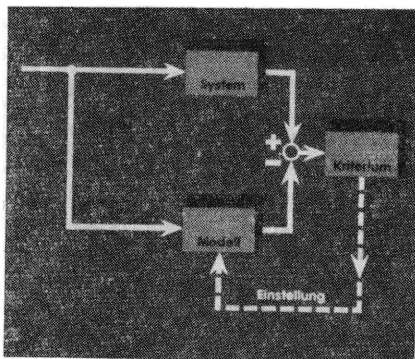 System
+
−
Kriterium
Modell
Einstellung